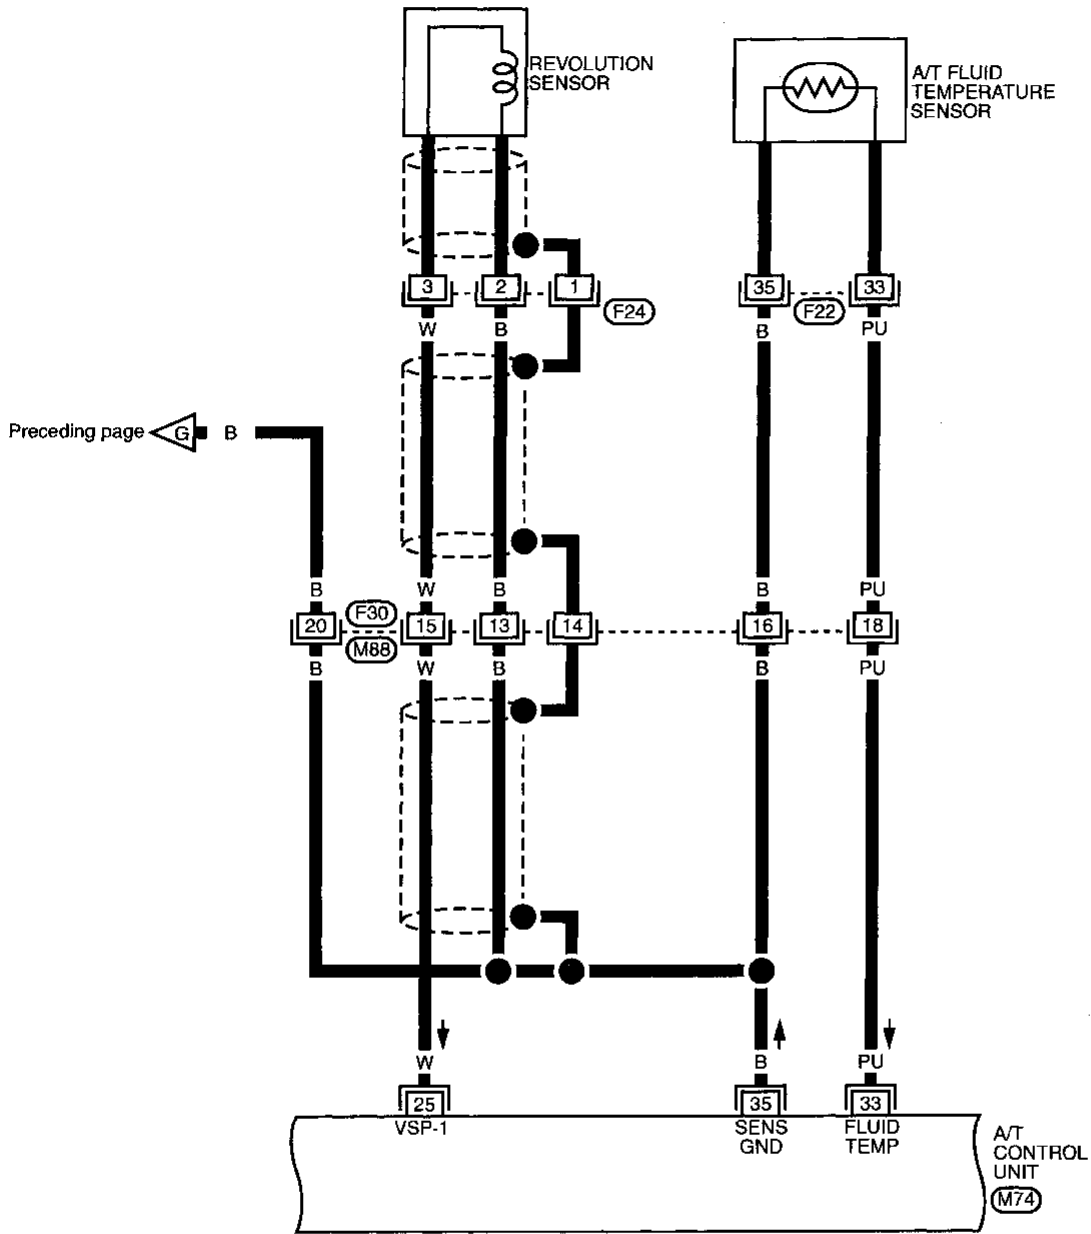 REVOLUTION
SENSOR
A/T FLUID
TEMPERATURE
SENSOR
3 2 1 F24
35 F22 33
W B
B PU
Preceding page G B
B W B B PU
20 F30 15 13 14 16 18
M88
B W B B PU
W B PU
25 35 33
VSP-1
SENS
GND
FLUID
TEMP
A/T
CONTROL
UNIT
M74